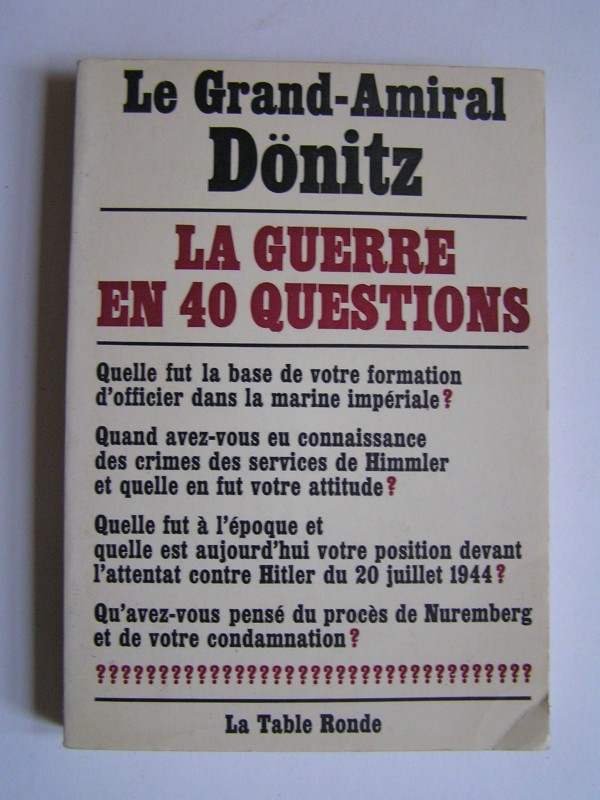 Le Grand-Amiral
Dönitz
LA GUERRE
EN 40 QUESTIONS
Quelle fut la base de votre formation
d'officier dans la marine impériale?
Quand avez-vous eu connaissance
des crimes des services de Himmler
et quelle en fut votre attitude?
Quelle fut à l'époque et
quelle est aujourd'hui votre position devant
l'attentat contre Hitler du 20 juillet 1944?
Qu'avez-vous pensé du procès de Nuremberg
et de votre condamnation?
????????????????????????????????????
La Table Ronde